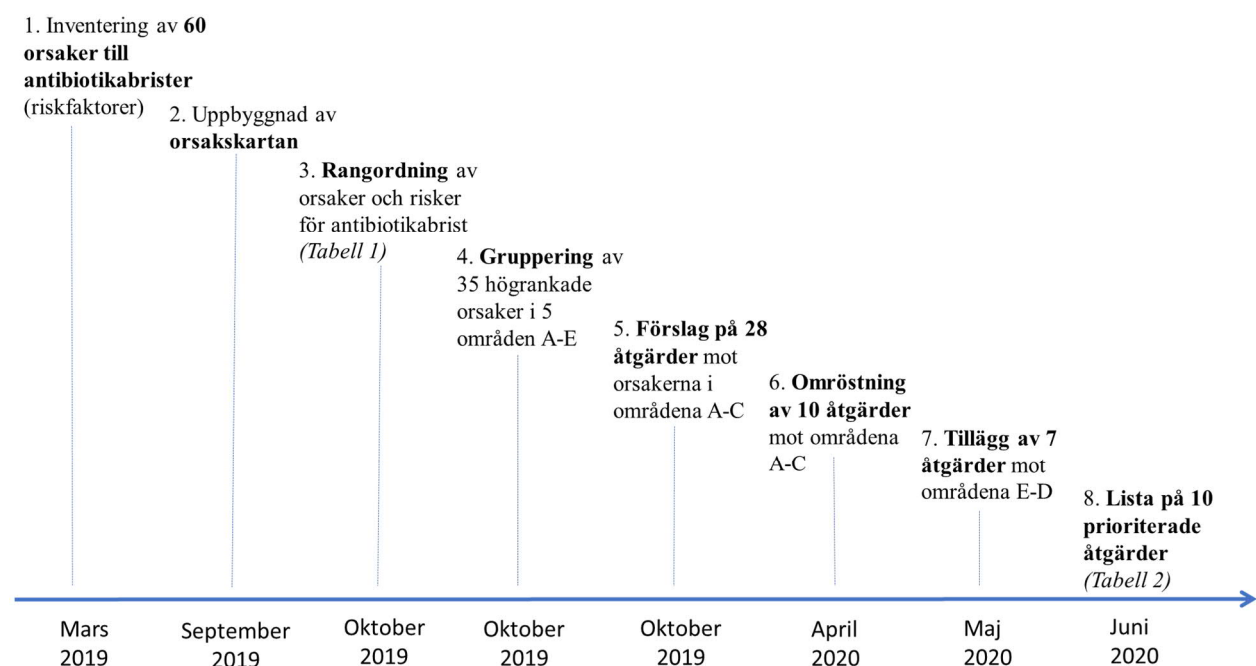 1. Inventering av 60
orsaker till
antibiotikabrister
(riskfaktorer)
2. Uppbyggnad av
orsakskartan
3. Rangordning av
orsaker och risker
för antibiotikabrist
(Tabell 1)
4. Gruppering av
35 högrankade
orsaker i 5
områden A-E
5. Förslag på 28
åtgärder mot
orsakerna i
områdena A-C
6. Omröstning
av 10 åtgärder
mot områdena
A-C
7. Tillägg av 7
åtgärder mot
områdena E-D
8. Lista på 10
prioriterade
åtgärder
(Tabell 2)
Mars
2019
September
2019
Oktober
2019
Oktober
2019
Oktober
2019
April
2020
Maj
2020
Juni
2020